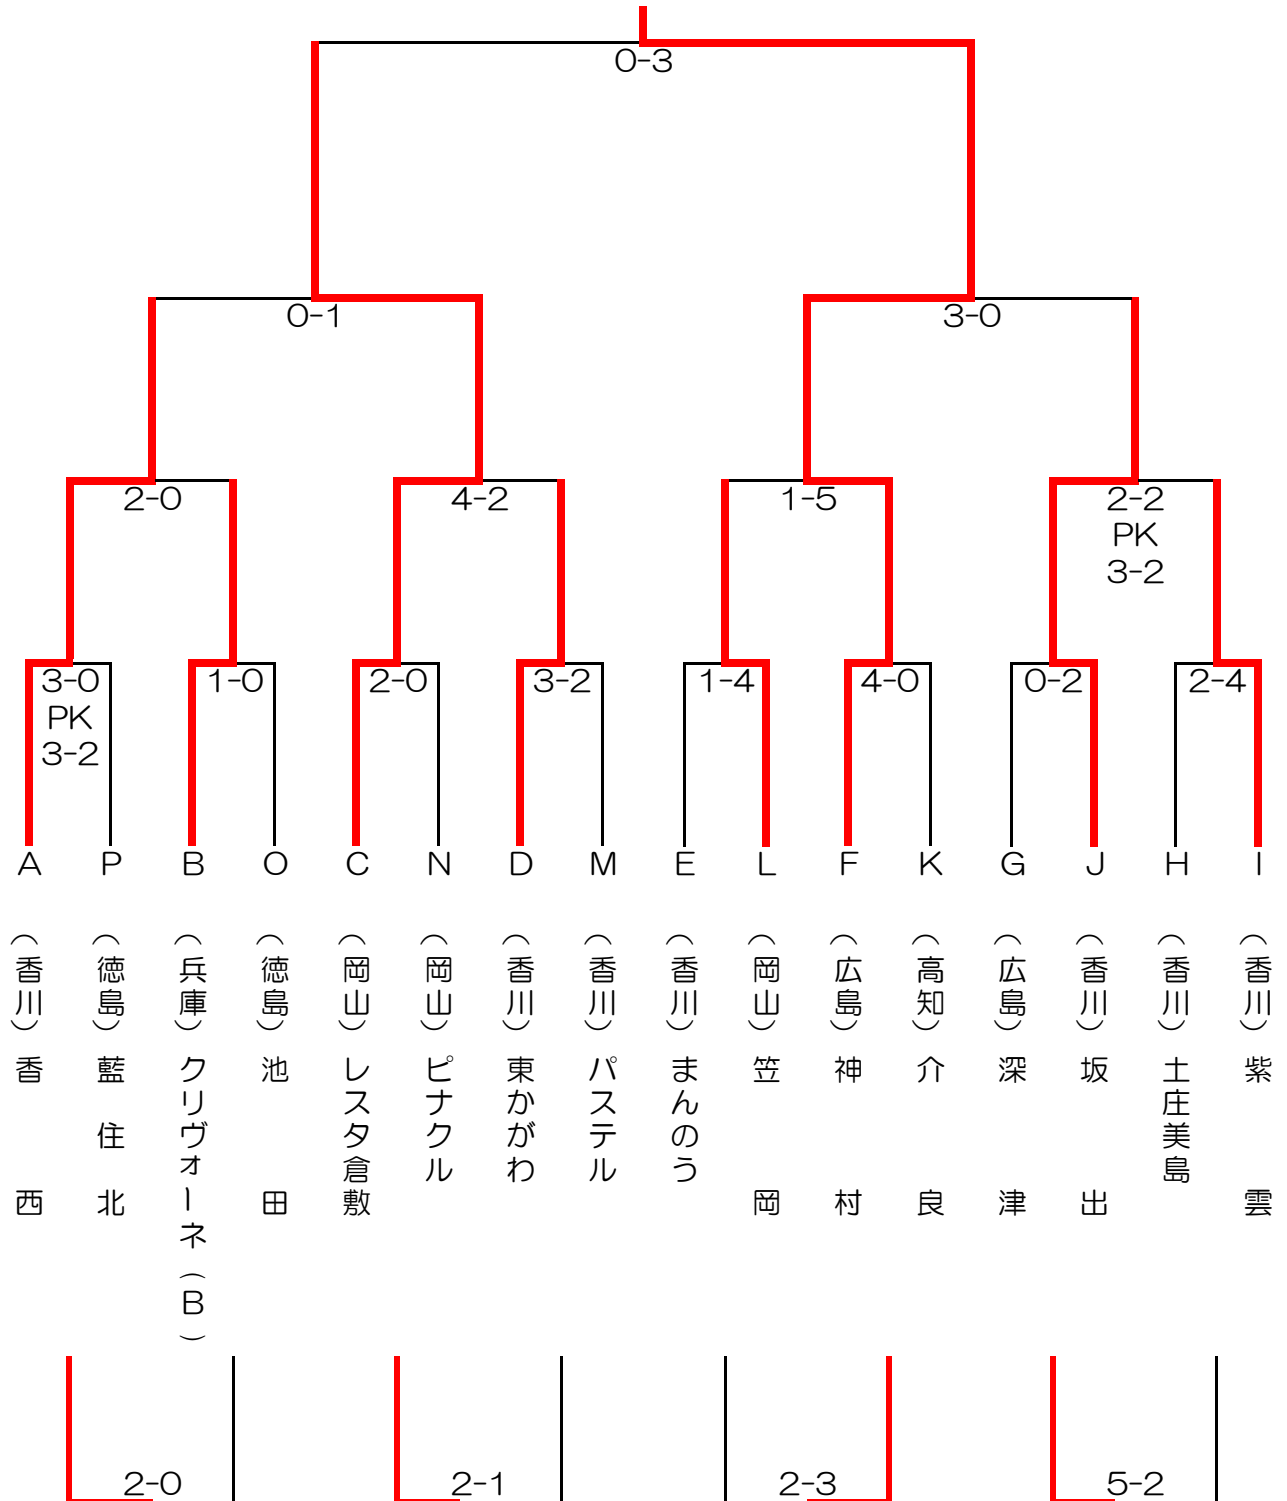 0-3
0-1
3-0
2-0
4-2
1-5
2-2
PK
3-2
3-0
PK
3-2
1-0
2-0
3-2
1-4
4-0
0-2
2-4
A
P
B
O
C
N
D
M
E
L
F
K
G
J
H
I
(香川)香西
(徳島)藍住北
(兵庫)クリヴォーネ(B)
(徳島)池田
(岡山)レスタ倉敷
(岡山)ピナクル
(香川)東かがわ
(香川)パステル
(香川)まんのう
(岡山)笠岡
(広島)神村
(高知)介良
(広島)深津
(香川)坂出
(香川)土庄美島
(香川)紫雲
2-0
2-1
2-3
5-2